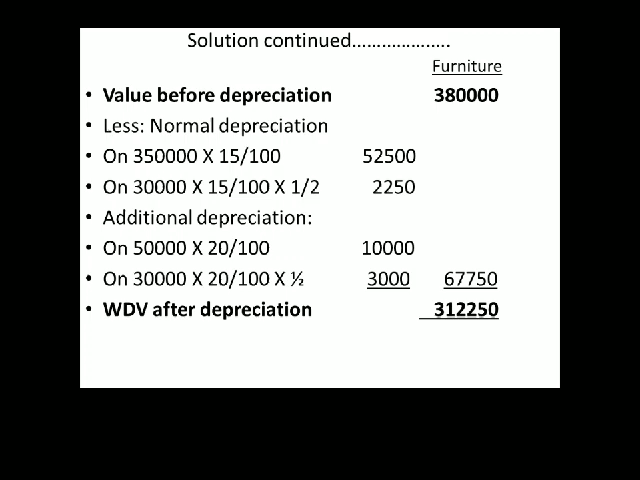 Solution continued...................
Furniture
• Value before depreciation 380000
• Less: Normal depreciation
• On 350000 X 15/100 52500
• On 30000 X 15/100 X 1/2 2250
• Additional depreciation:
• On 50000 X 20/100 10000
• On 30000 X 20/100 X ½ 3000 67750
• WDV after depreciation 312250